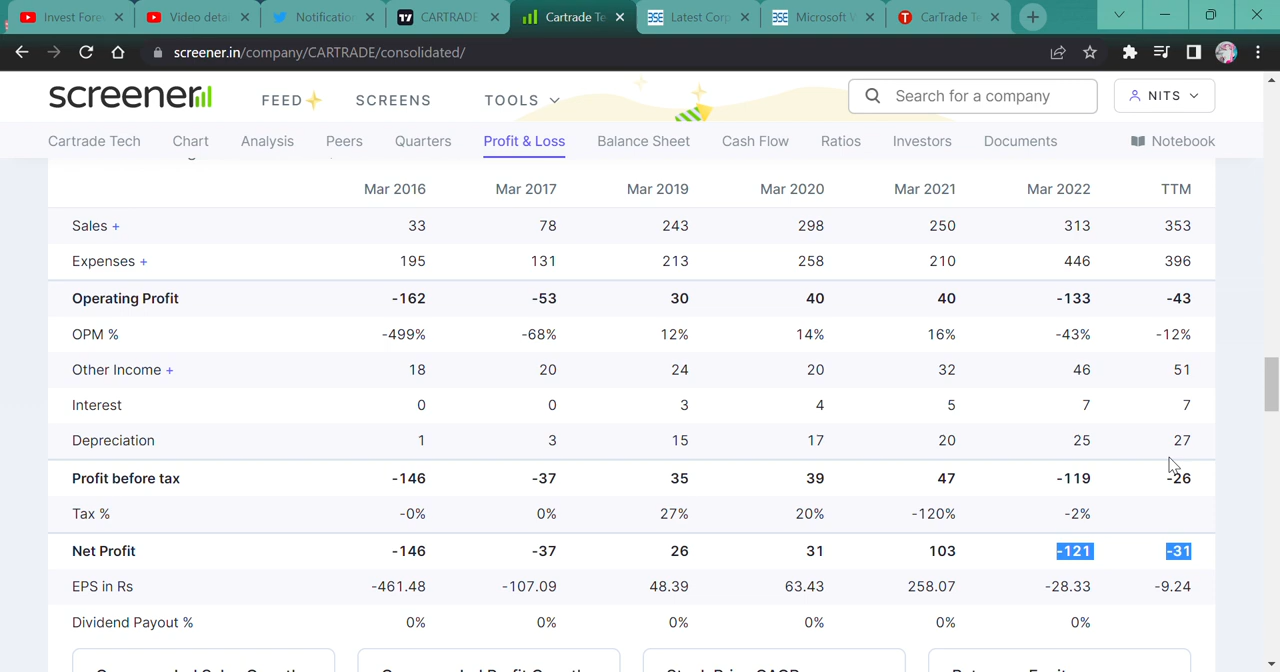 Invest Fores
Video detai
Notification
CARTRADE
Cartrade Te
Latest Corp
Microsoft V
CarTrade Te
screener.in/company/CARTRADE/consolidated/
screener
FEED
SCREENS
TOOLS
Search for a company
NITS
Cartrade Tech Chart Analysis Peers Quarters Profit & Loss Balance Sheet Cash Flow Ratios Investors Documents Notebook
Mar 2016 Mar 2017 Mar 2019 Mar 2020 Mar 2021 Mar 2022 TTM
Sales + 33 78 243 298 250 313 353
Expenses + 195 131 213 258 210 446 396
Operating Profit -162 -53 30 40 40 -133 -43
OPM % -499% -68% 12% 14% 16% -43% -12%
Other Income + 18 20 24 20 32 46 51
Interest 0 0 3 4 5 7 7
Depreciation 1 3 15 17 20 25 27
Profit before tax -146 -37 35 39 47 -119 -26
Tax % -0% 0% 27% 20% -120% -2%
Net Profit -146 -37 26 31 103 -121 -31
EPS in Rs -461.48 -107.09 48.39 63.43 258.07 -28.33 -9.24
Dividend Payout % 0% 0% 0% 0% 0% 0%